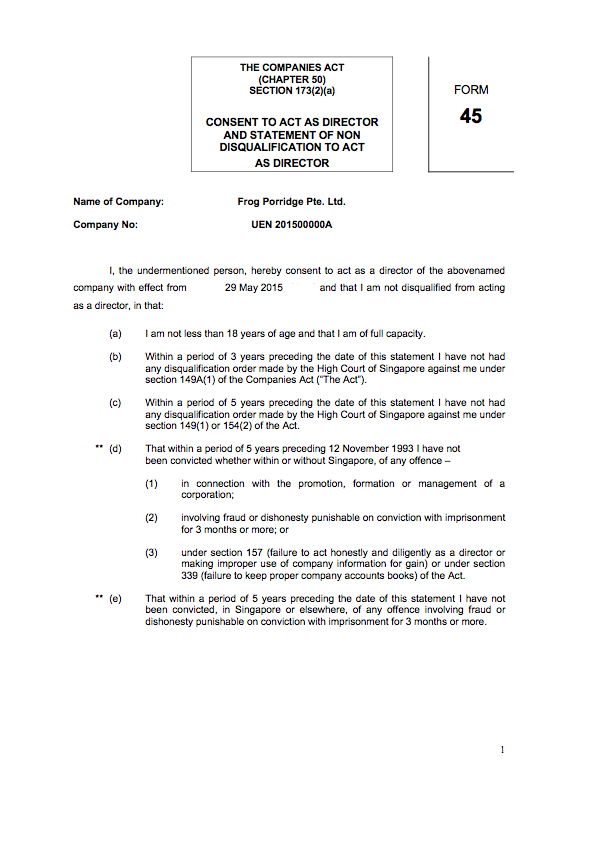 THE COMPANIES ACT
(CHAPTER 50)
SECTION 173(2)(a)
CONSENT TO ACT AS DIRECTOR
AND STATEMENT OF NON
DISQUALIFICATION TO ACT
AS DIRECTOR
FORM
45
Name of Company: Frog Porridge Pte. Ltd.
Company No: UEN 201500000A
I, the undermentioned person, hereby consent to act as a director of the abovenamed
company with effect from 29 May 2015 and that I am not disqualified from acting
as a director, in that:
(a) I am not less than 18 years of age and that I am of full capacity.
(b) Within a period of 3 years preceding the date of this statement I have not had
any disqualification order made by the High Court of Singapore against me under
section 149A(1) of the Companies Act ("The Act").
(c) Within a period of 5 years preceding the date of this statement I have not had
any disqualification order made by the High Court of Singapore against me under
section 149(1) or 154(2) of the Act.
** (d) That within a period of 5 years preceding 12 November 1993 I have not
been convicted whether within or without Singapore, of any offence –
(1) in connection with the promotion, formation or management of a
corporation;
(2) involving fraud or dishonesty punishable on conviction with imprisonment
for 3 months or more; or
(3) under section 157 (failure to act honestly and diligently as a director or
making improper use of company information for gain) or under section
339 (failure to keep proper company accounts books) of the Act.
** (e) That within a period of 5 years preceding the date of this statement I have not
been convicted, in Singapore or elsewhere, of any offence involving fraud or
dishonesty punishable on conviction with imprisonment for 3 months or more.
1